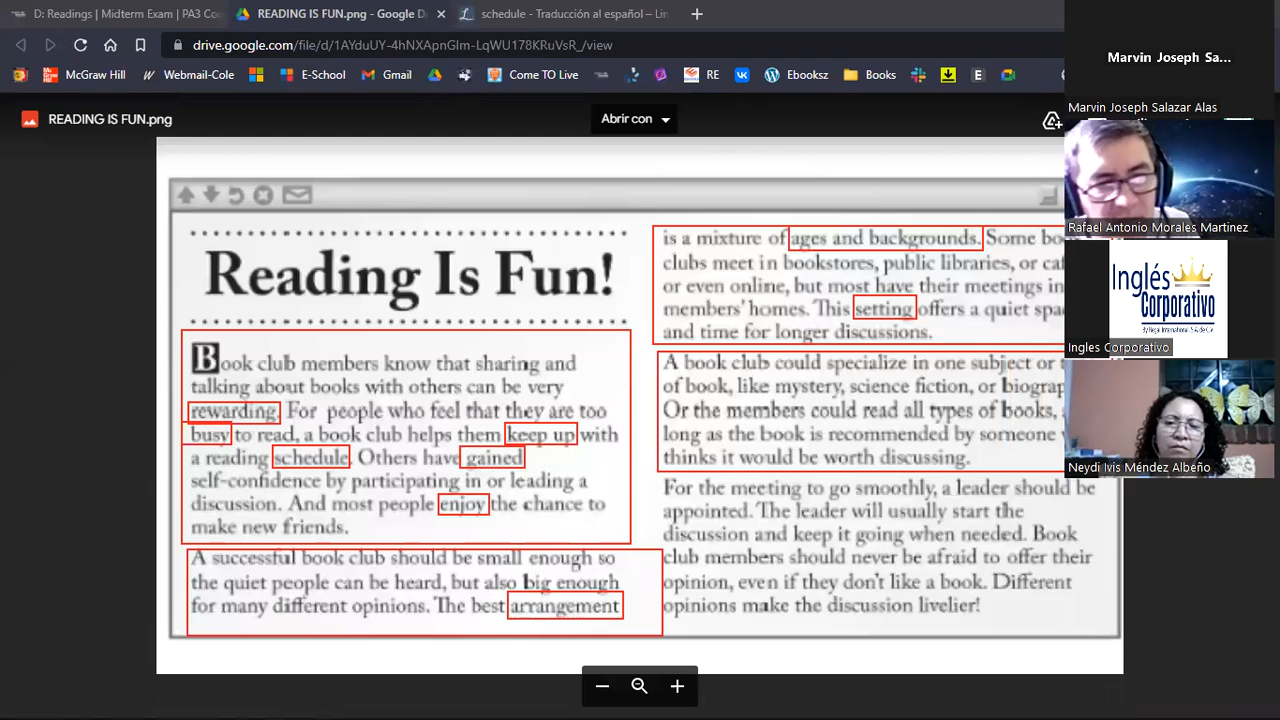 D: Readings | Midterm Exam | PA3 Cou
READING IS FUN.png - Google D
schedule - Traducción al español – Lin
drive.google.com/file/d/1AYduUY-4hNXApnGlm-LqWU178KRuVsR_/view
McGraw Hill
Webmail-Cole
E-School
Gmail
Come TO Live
RE
Ebooksz
Books
READING IS FUN.png
Abrir con
Reading Is Fun!
Book club members know that sharing and
talking about books with others can be very
rewarding. For people who feel that they are too
busy to read, a book club helps them keep up with
a reading schedule. Others have gained
self-confidence by participating in or leading a
discussion. And most people enjoy the chance to
make new friends.
A successful book club should be small enough so
the quiet people can be heard, but also big enough
for many different opinions. The best arrangement
is a mixture of ages and backgrounds. Some bo
clubs meet in bookstores, public libraries, or caf
or even online, but most have their meetings in
members' homes. This setting offers a quiet spa
and time for longer discussions.
A book club could specialize in one subject or t
of book, like mystery, science fiction, or biograp
Or the members could read all types of books, a
long as the book is recommended by someone
thinks it would be worth discussing.
For the meeting to go smoothly, a leader should be
appointed. The leader will usually start the
discussion and keep it going when needed. Book
club members should never be afraid to offer their
opinion, even if they don't like a book. Different
opinions make the discussion livelier!
Marvin Joseph Sa...
Marvin Joseph Salazar Alas
Rafael Antonio Morales Martinez
Inglés
Corporativo
By Regal International, S.A. de C.V.
Ingles Corporativo
Neydi Ivis Méndez Albeño